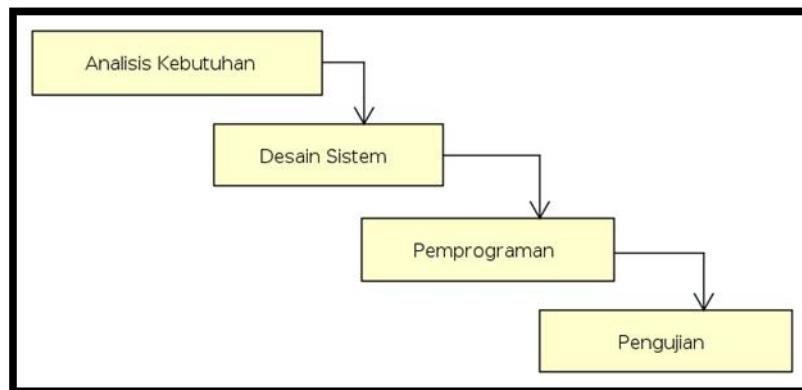 Analisis Kebutuhan
Desain Sistem
Pemprograman
Pengujian